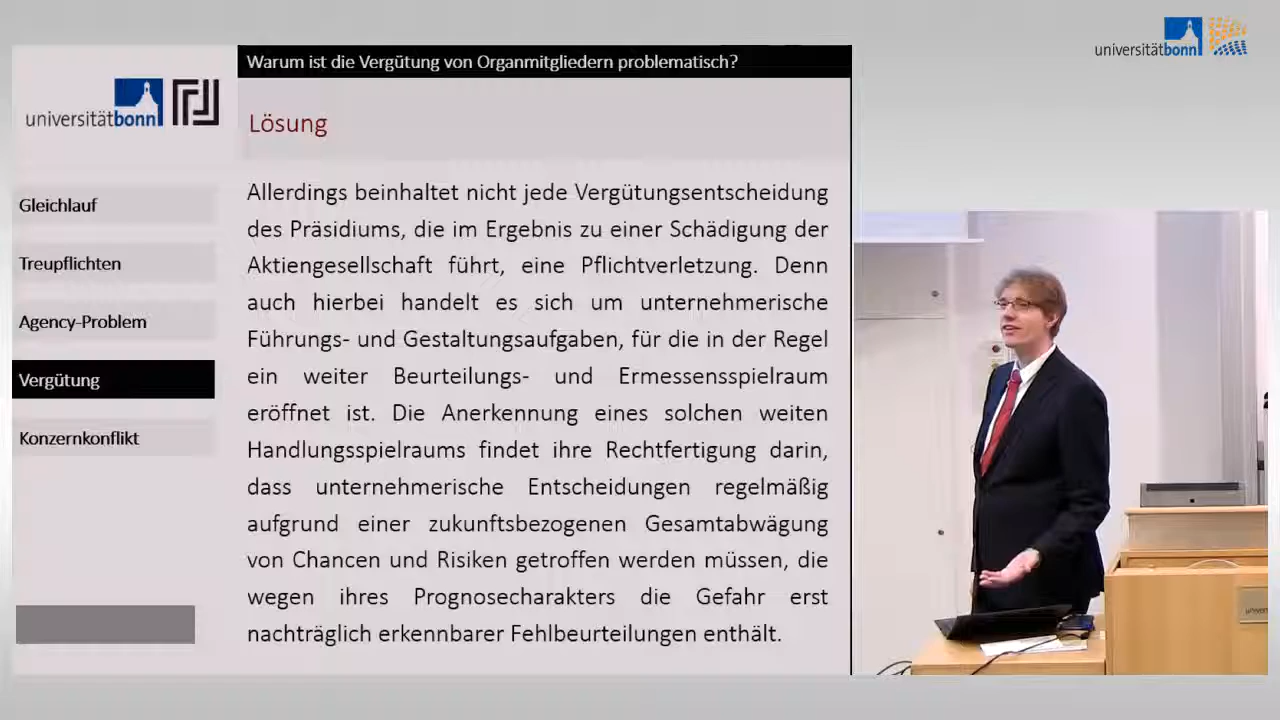 universitätbonn
Warum ist die Vergütung von Organmitgliedern problematisch?
universitätbonn
Lösung
Gleichlauf
Treupflichten
Agency-Problem
Vergütung
Konzernkonflikt
Allerdings beinhaltet nicht jede Vergütungsentscheidung
des Präsidiums, die im Ergebnis zu einer Schädigung der
Aktiengesellschaft führt, eine Pflichtverletzung. Denn
auch hierbei handelt es sich um unternehmerische
Führungs- und Gestaltungsaufgaben, für die in der Regel
ein weiter Beurteilungs- und Ermessensspielraum
eröffnet ist. Die Anerkennung eines solchen weiten
Handlungsspielraums findet ihre Rechtfertigung darin,
dass unternehmerische Entscheidungen regelmäßig
aufgrund einer zukunftsbezogenen Gesamtabwägung
von Chancen und Risiken getroffen werden müssen, die
wegen ihres Prognosecharakters die Gefahr erst
nachträglich erkennbarer Fehlbeurteilungen enthält.